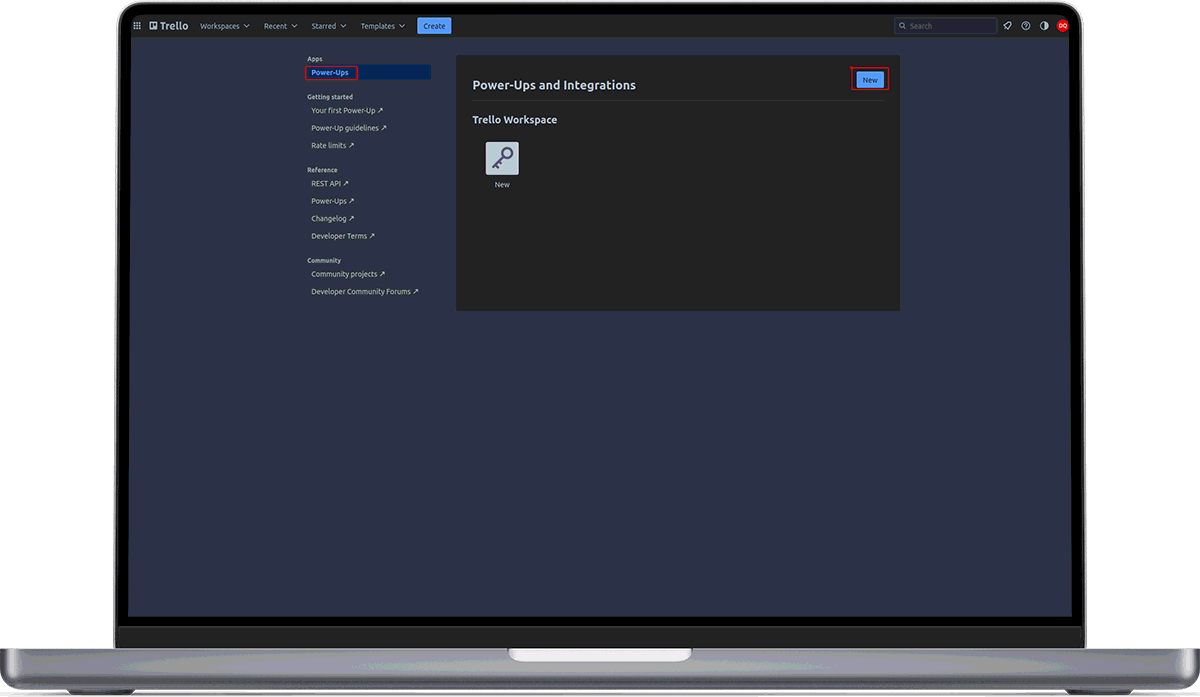 Trello Workspaces Recent Starred Templates Create Search DQ
Apps
Power-Ups
Getting started
Your first Power-Up ↗
Power-Up guidelines ↗
Rate limits ↗
Reference
REST API ↗
Power-Ups ↗
Changelog ↗
Developer Terms ↗
Community
Community projects ↗
Developer Community Forums ↗
Power-Ups and Integrations
New
Trello Workspace
New